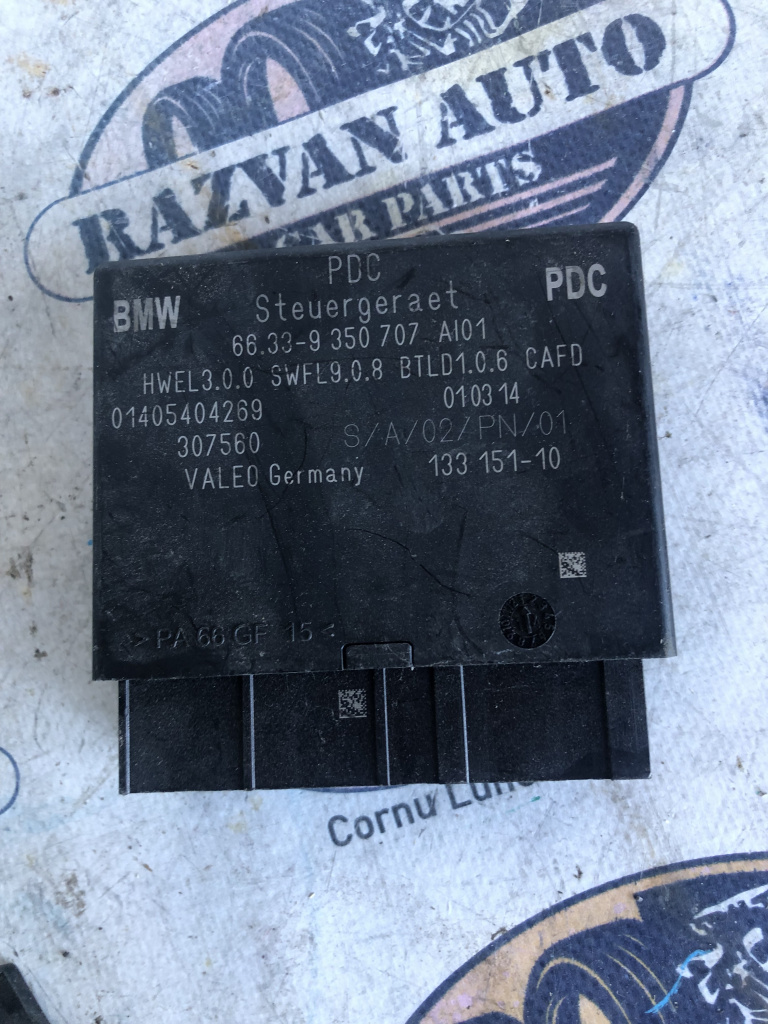 RAZVAN AUTO
CAR PARTS
PDC
BMW Steuergeraet PDC
66.33-9 350 707 AI01
HWEL3.0.0 SWFL9.0.8 BTLD1.0.6 CAFD
01405404269 010314
307560 S/A/02/PN/01
VALEO Germany 133 151-10
> PA 66 GF 15 <
Cornu